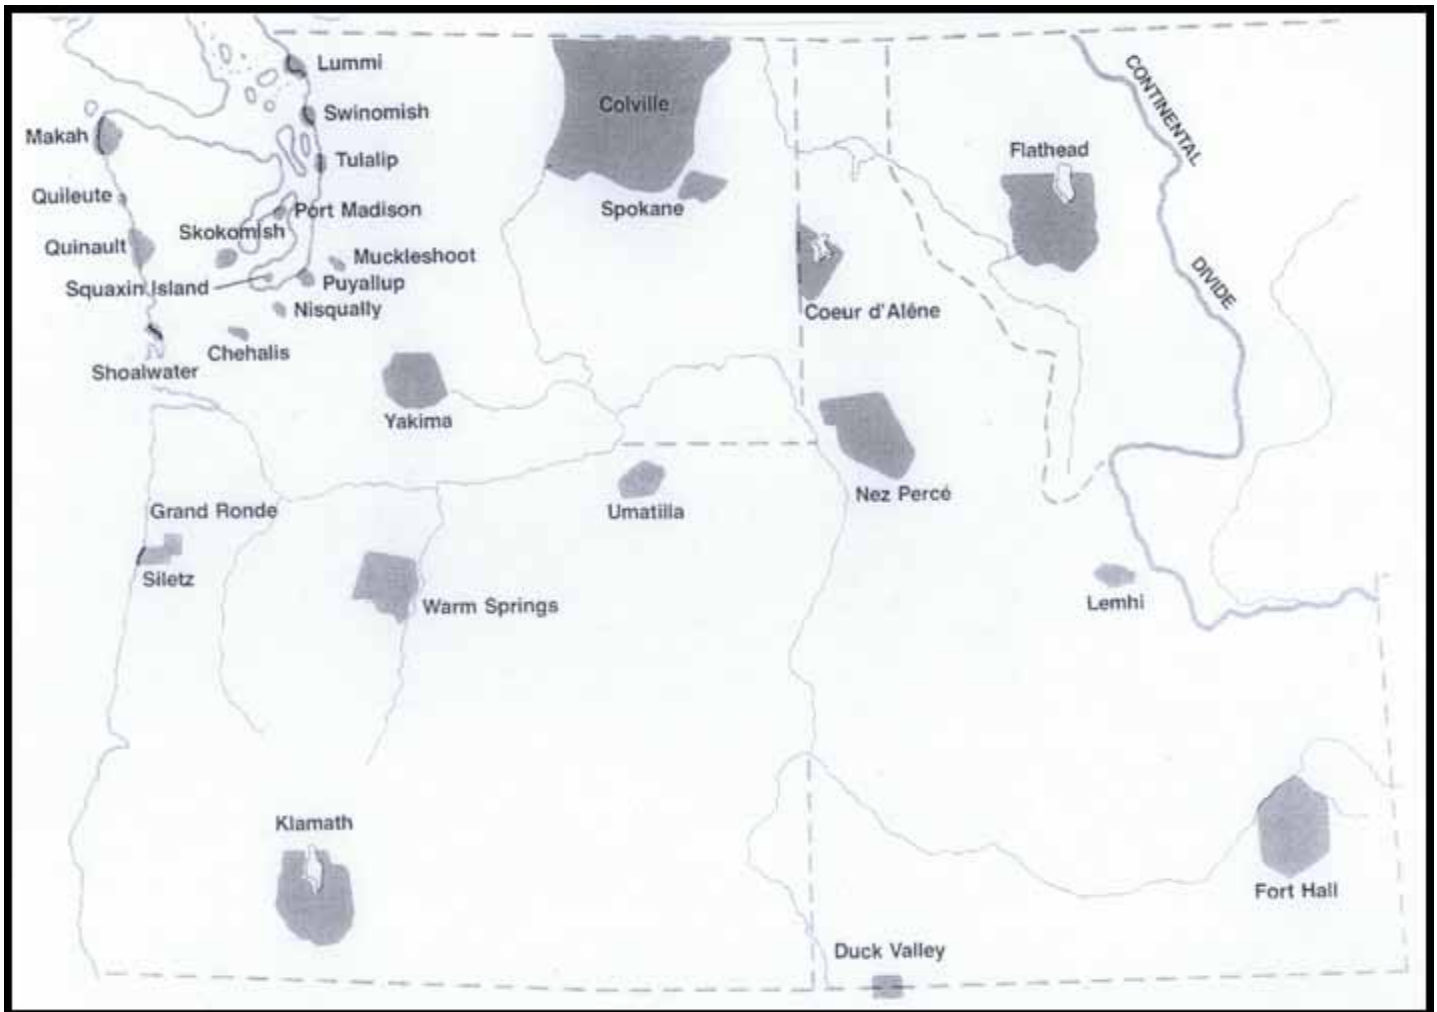 Lummi
CONTINENTAL
Colville
Swinomish
Makah
Flathead
Tulalip
Quileute
Port Madison
Spokane
Skokomish
Quinault
Muckleshoot
DIVIDE
Squaxin Island
Puyallup
Nisqually
Coeur d'Aléne
Chehalis
Shoalwater
Yakima
Nez Percé
Grand Ronde
Umatilla
Siletz
Lemhi
Warm Springs
Klamath
Fort Hall
Duck Valley